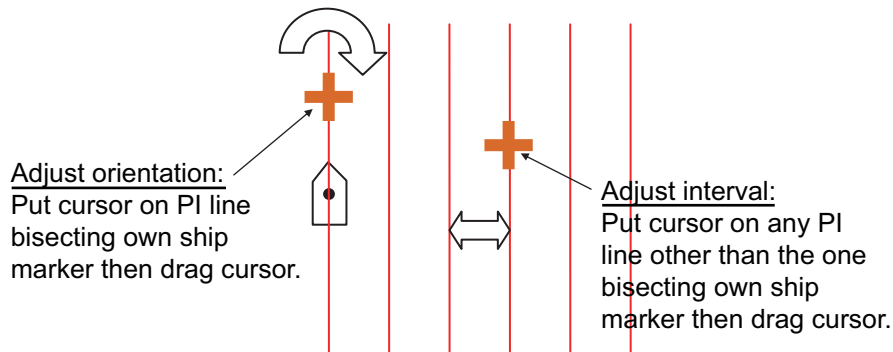 Adjust orientation:
Put cursor on PI line
bisecting own ship
marker then drag cursor.
Adjust interval:
Put cursor on any PI
line other than the one
bisecting own ship
marker then drag cursor.